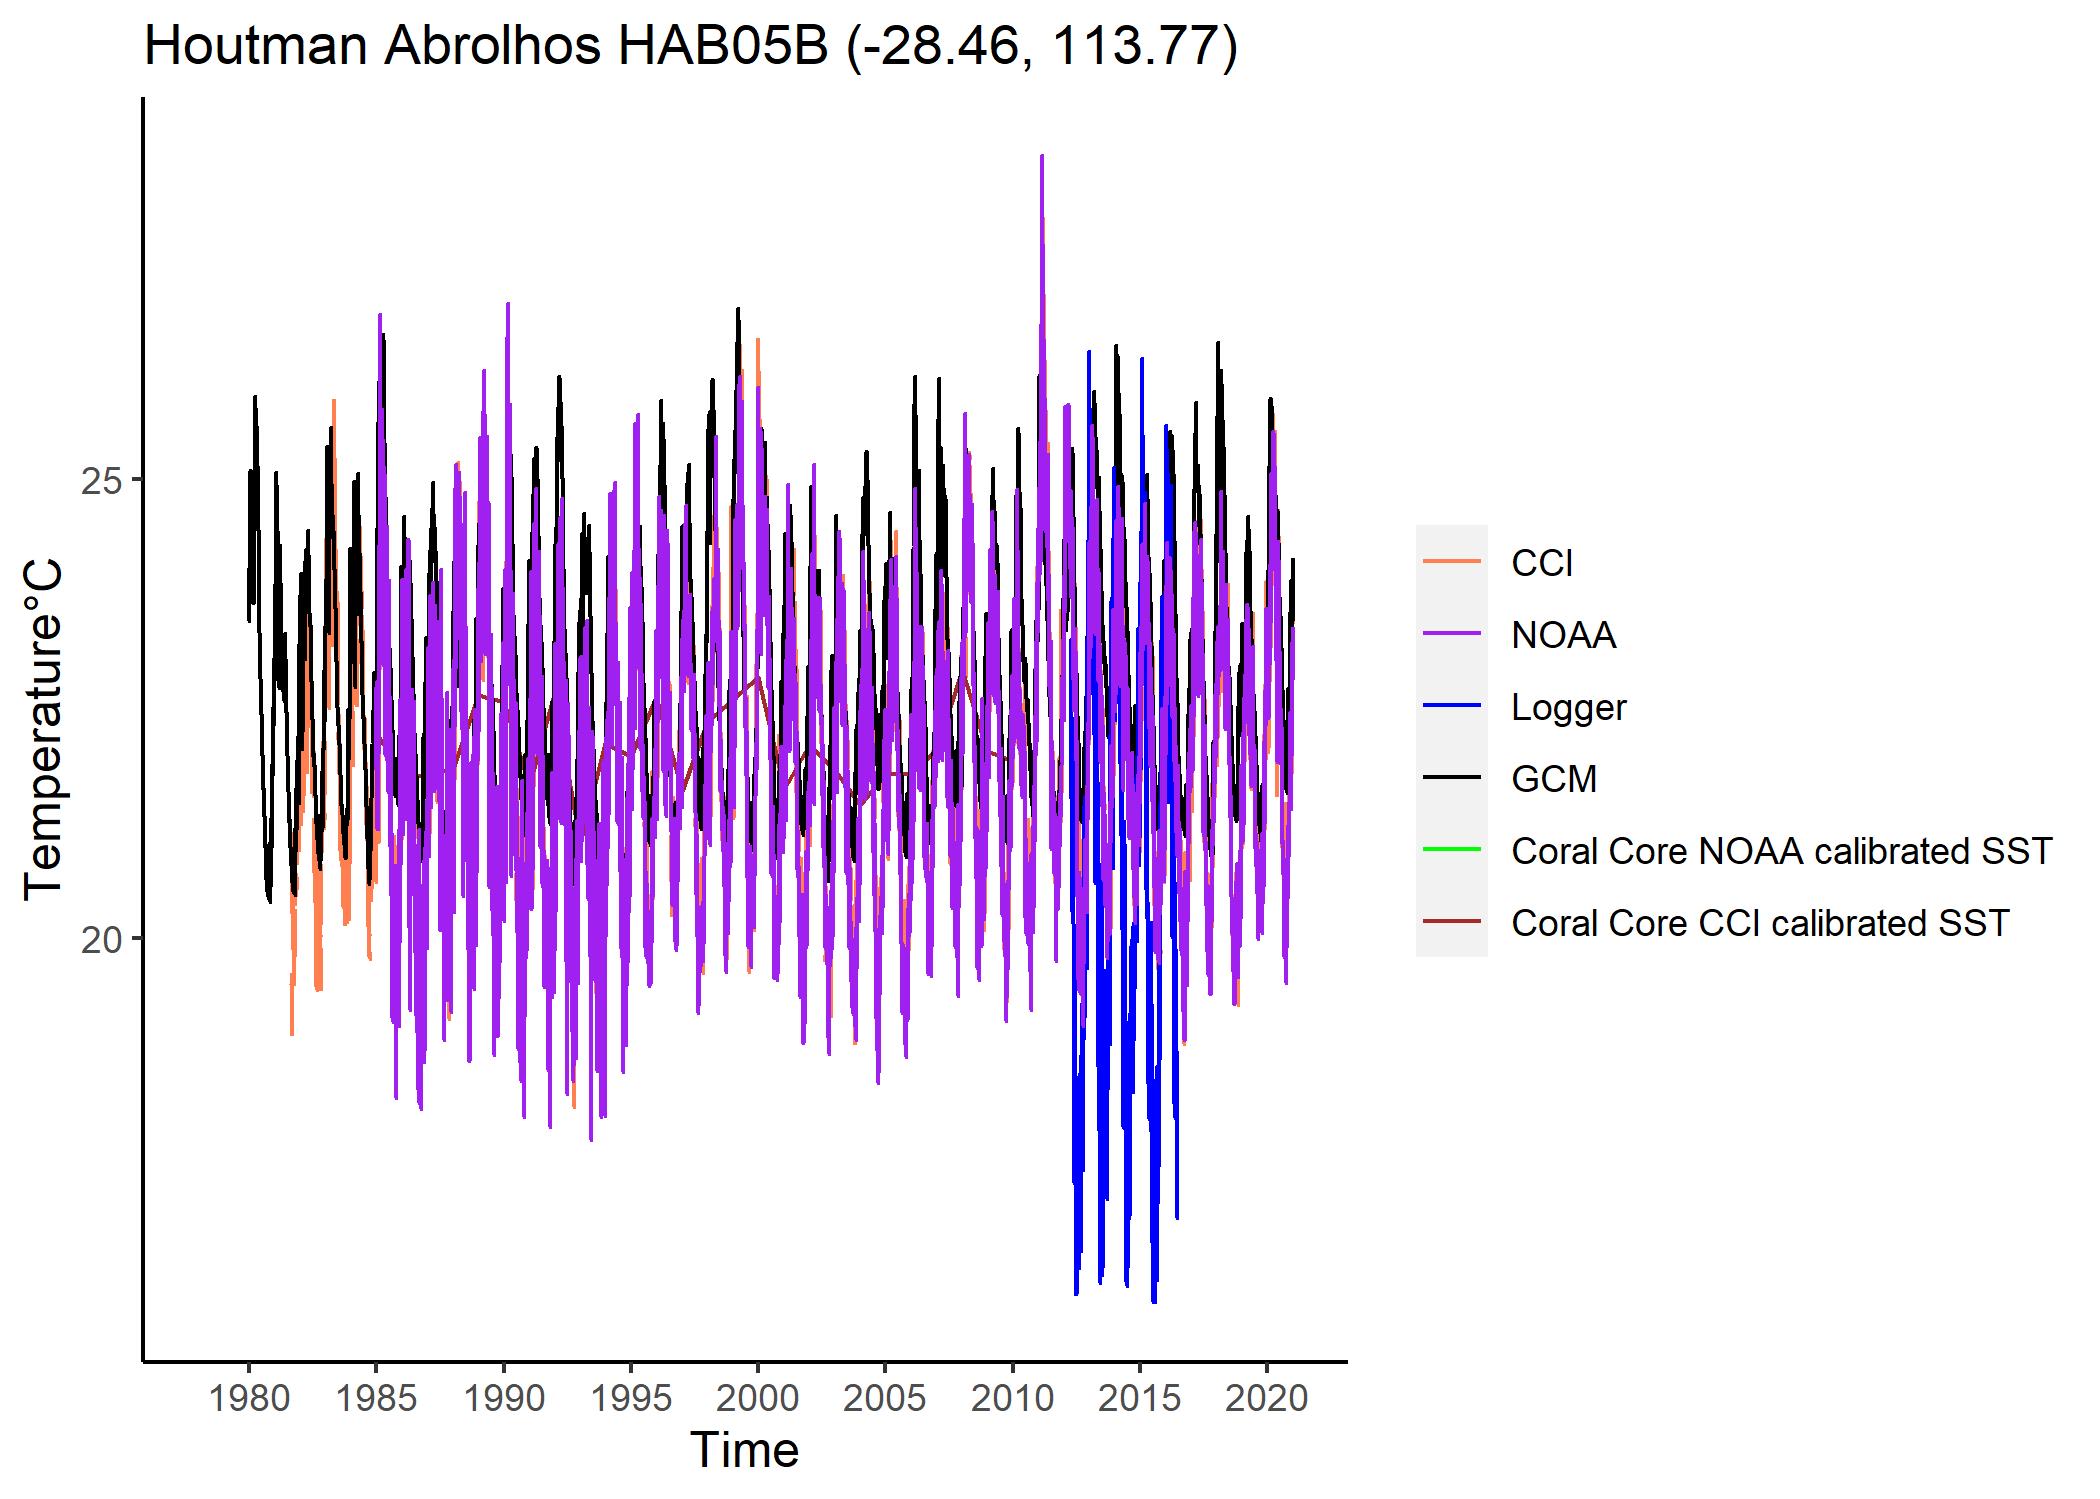 Houtman Abrolhos HAB05B (-28.46, 113.77)
Temperature°C
25
20
1980 1985 1990 1995 2000 2005 2010 2015 2020
Time
CCI
NOAA
Logger
GCM
Coral Core NOAA calibrated SST
Coral Core CCI calibrated SST